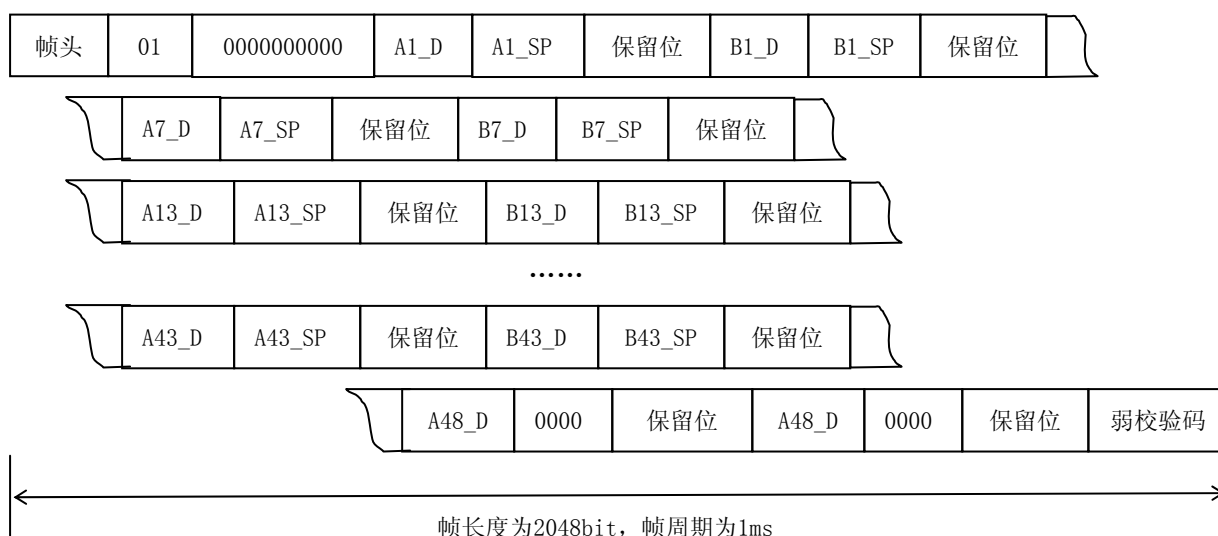 帧头 01 0000000000 A1_D A1_SP 保留位 B1_D B1_SP 保留位
A7_D A7_SP 保留位 B7_D B7_SP 保留位
A13_D A13_SP 保留位 B13_D B13_SP 保留位
……
A43_D A43_SP 保留位 B43_D B43_SP 保留位
A48_D 0000 保留位 A48_D 0000 保留位 弱校验码
帧长度为2048bit，帧周期为1ms